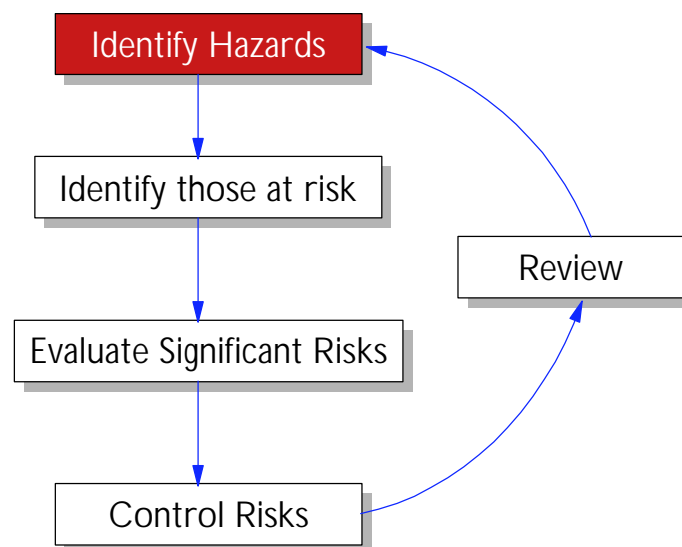 Identify Hazards
Identify those at risk
Review
Evaluate Significant Risks
Control Risks